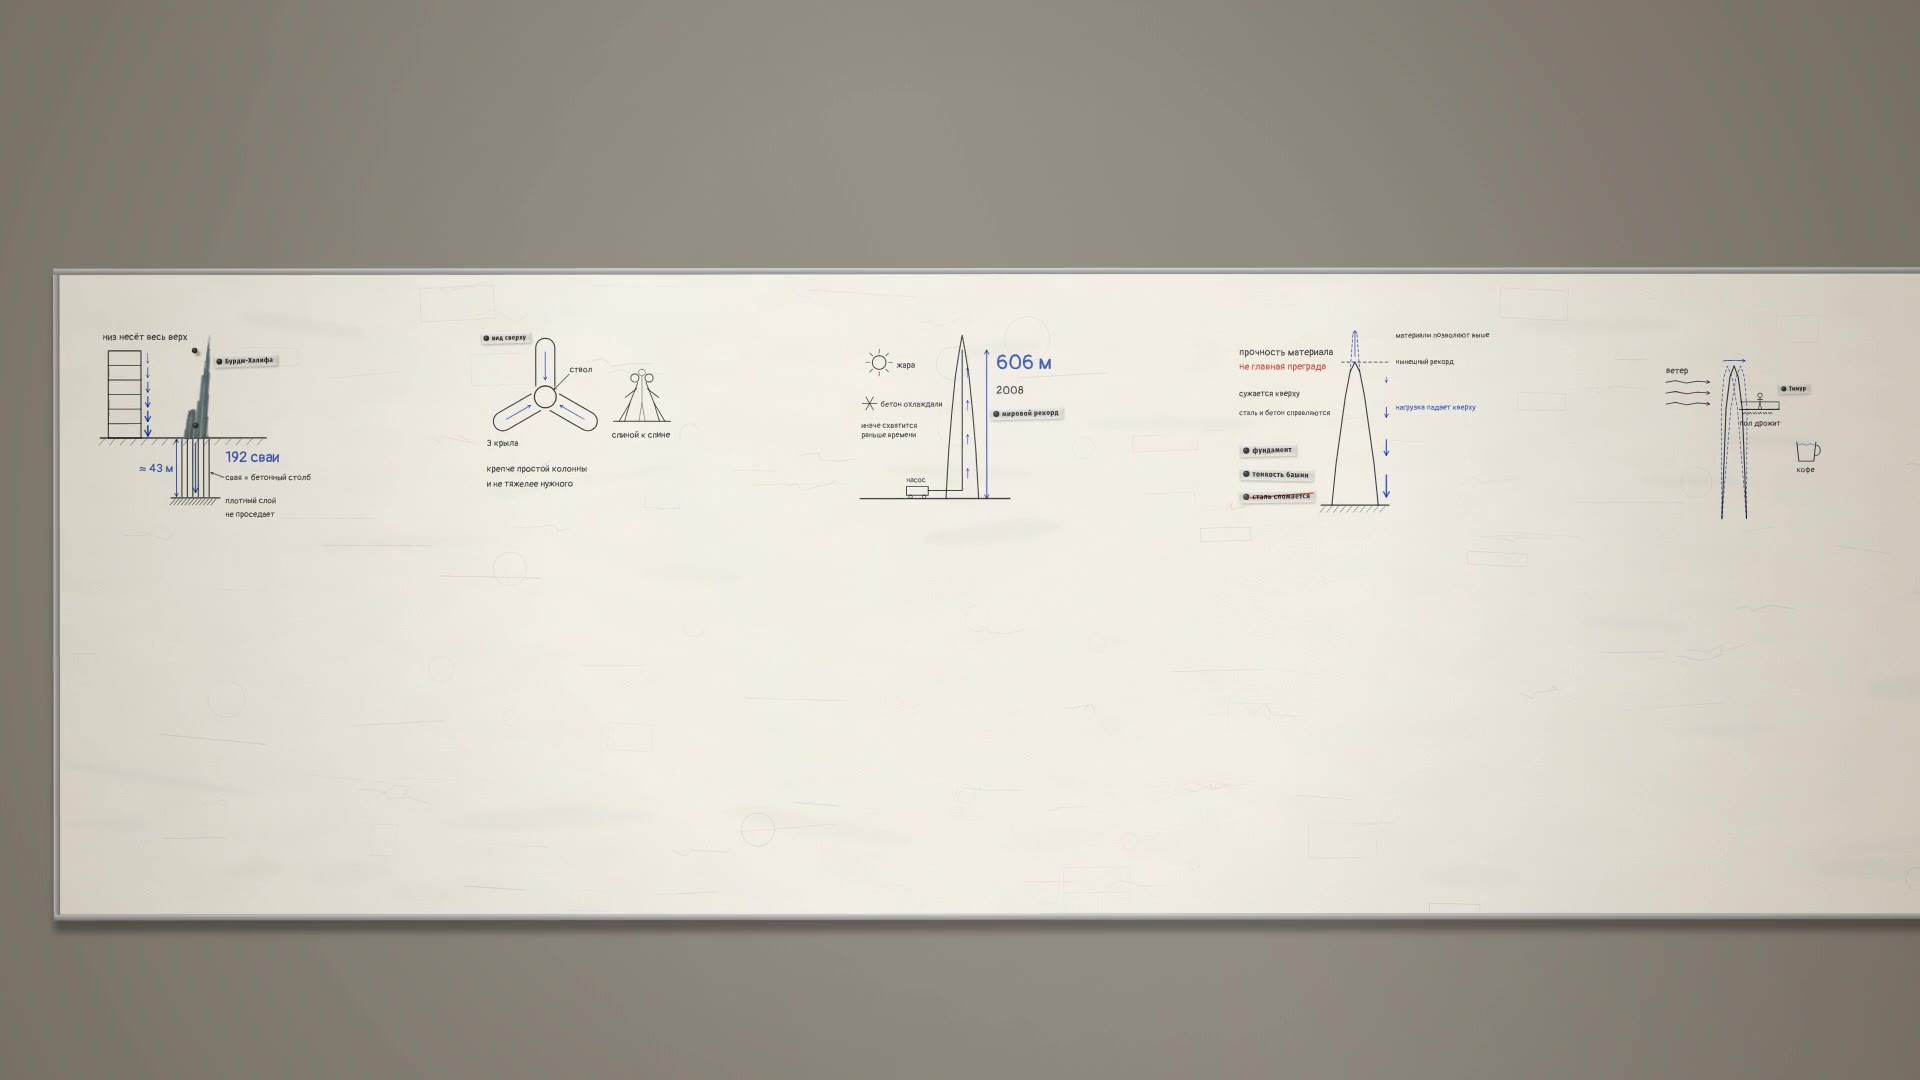 низ несёт весь верх
Бурдж-Халифа
192 сваи
≈ 43 м
свая = бетонный столб
плотный слой
не проседает
вид сверху
ствол
3 крыла
спиной к спине
крепче простой колонны
и не тяжелее нужного
жара
бетон охлаждали
иначе схватится
раньше времени
насос
606 м
2008
мировой рекорд
материалы позволяют выше
прочность материала
не главная преграда
нынешний рекорд
сужается кверху
сталь и бетон справляются
нагрузка падает кверху
фундамент
тонкость башни
сталь сломается
ветер
Тимур
пол дрожит
кофе